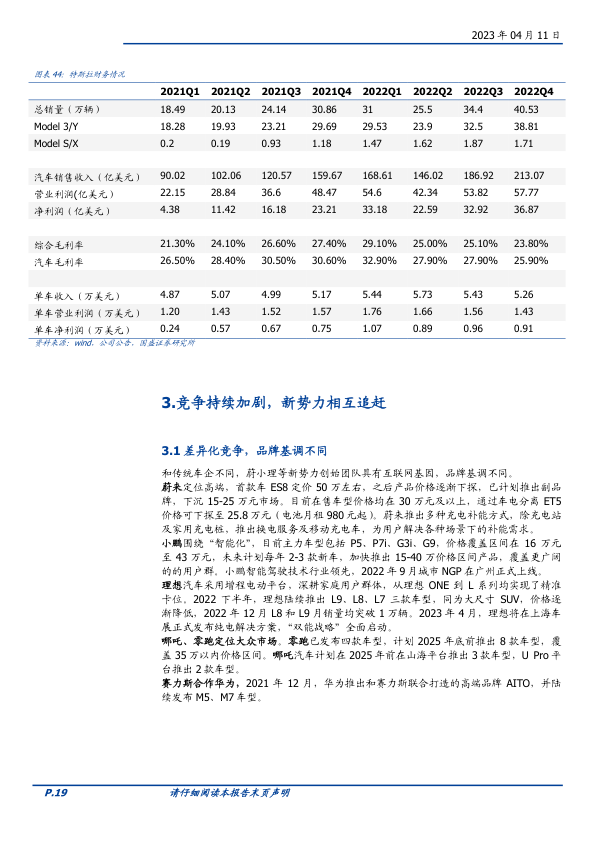 2023 年 04 月 11 日
图表 44：特斯拉财务情况
2021Q1 2021Q2 2021Q3 2021Q4 2022Q1 2022Q2 2022Q3 2022Q4
总销量（万辆） 18.49 20.13 24.14 30.86 31 25.5 34.4 40.53
Model 3/Y 18.28 19.93 23.21 29.69 29.53 23.9 32.5 38.81
Model S/X 0.2 0.19 0.93 1.18 1.47 1.62 1.87 1.71
汽车销售收入（亿美元） 90.02 102.06 120.57 159.67 168.61 146.02 186.92 213.07
营业利润(亿美元) 22.15 28.84 36.6 48.47 54.6 42.34 53.82 57.77
净利润（亿美元） 4.38 11.42 16.18 23.21 33.18 22.59 32.92 36.87
综合毛利率 21.30% 24.10% 26.60% 27.40% 29.10% 25.00% 25.10% 23.80%
汽车毛利率 26.50% 28.40% 30.50% 30.60% 32.90% 27.90% 27.90% 25.90%
单车收入（万美元） 4.87 5.07 4.99 5.17 5.44 5.73 5.43 5.26
单车营业利润（万美元） 1.20 1.43 1.52 1.57 1.76 1.66 1.56 1.43
单车净利润（万美元） 0.24 0.57 0.67 0.75 1.07 0.89 0.96 0.91
资料来源：wind，公司公告，国盛证券研究所
3.竞争持续加剧，新势力相互追赶
3.1 差异化竞争，品牌基调不同
和传统车企不同，蔚小理等新势力创始团队具有互联网基因，品牌基调不同。
蔚来定位高端，首款车 ES8 定价 50 万左右，之后产品价格逐渐下探，已计划推出副品
牌，下沉 15-25 万元市场。目前在售车型价格均在 30 万元及以上，通过车电分离 ET5
价格可下探至 25.8 万元（电池月租 980 元起）。蔚来推出多种充电补能方式，除充电站
及家用充电桩，推出换电服务及移动充电车，为用户解决各种场景下的补能需求。
小鹏围绕“智能化”，目前主力车型包括 P5、P7i、G3i、G9，价格覆盖区间在 16 万元
至 43 万元，未来计划每年 2-3 款新车，加快推出 15-40 万价格区间产品，覆盖更广阔
的的用户群。小鹏智能驾驶技术行业领先，2022 年 9 月城市 NGP 在广州正式上线。
理想汽车采用增程电动平台，深耕家庭用户群体，从理想 ONE 到 L 系列均实现了精准
卡位。2022 下半年，理想陆续推出 L9、L8、L7 三款车型，同为大尺寸 SUV，价格逐
渐降低，2022 年 12 月 L8 和 L9 月销量均突破 1 万辆。2023 年 4 月，理想将在上海车
展正式发布纯电解决方案，“双能战略”全面启动。
哪吒、零跑定位大众市场。零跑已发布四款车型，计划 2025 年底前推出 8 款车型，覆
盖 35 万以内价格区间。哪吒汽车计划在 2025 年前在山海平台推出 3 款车型，U Pro 平
台推出 2 款车型。
赛力斯合作华为，2021 年 12 月，华为推出和赛力斯联合打造的高端品牌 AITO，并陆
续发布 M5、M7 车型。
P.19 请仔细阅读本报告末页声明